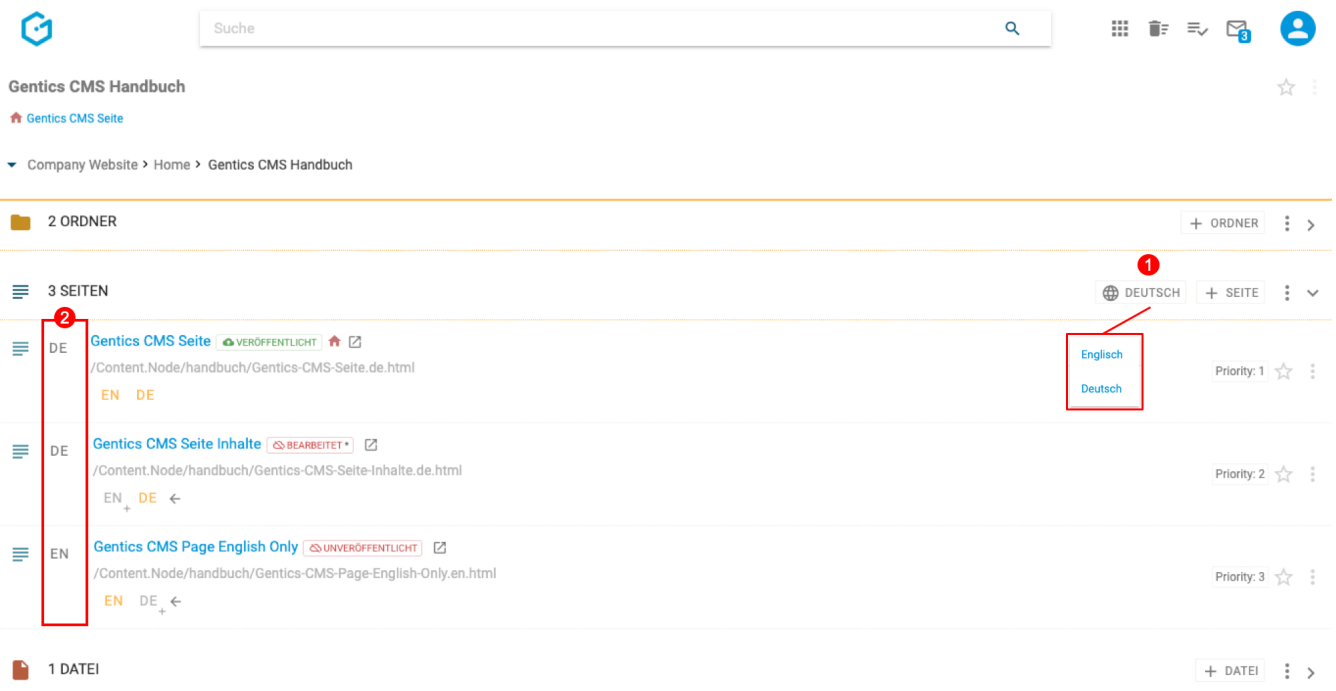 Suche
3
Gentics CMS Handbuch
Gentics CMS Seite
Company Website > Home > Gentics CMS Handbuch
2 ORDNER
+ ORDNER
1
3 SEITEN
DEUTSCH
+ SEITE
2
DE
Gentics CMS Seite
VERÖFFENTLICHT
/Content.Node/handbuch/Gentics-CMS-Seite.de.html
EN DE
Englisch
Deutsch
Priority: 1
DE
Gentics CMS Seite Inhalte
BEARBEITET *
/Content.Node/handbuch/Gentics-CMS-Seite-Inhalte.de.html
EN+ DE ←
Priority: 2
EN
Gentics CMS Page English Only
UNVERÖFFENTLICHT
/Content.Node/handbuch/Gentics-CMS-Page-English-Only.en.html
EN DE+ ←
Priority: 3
1 DATEI
+ DATEI